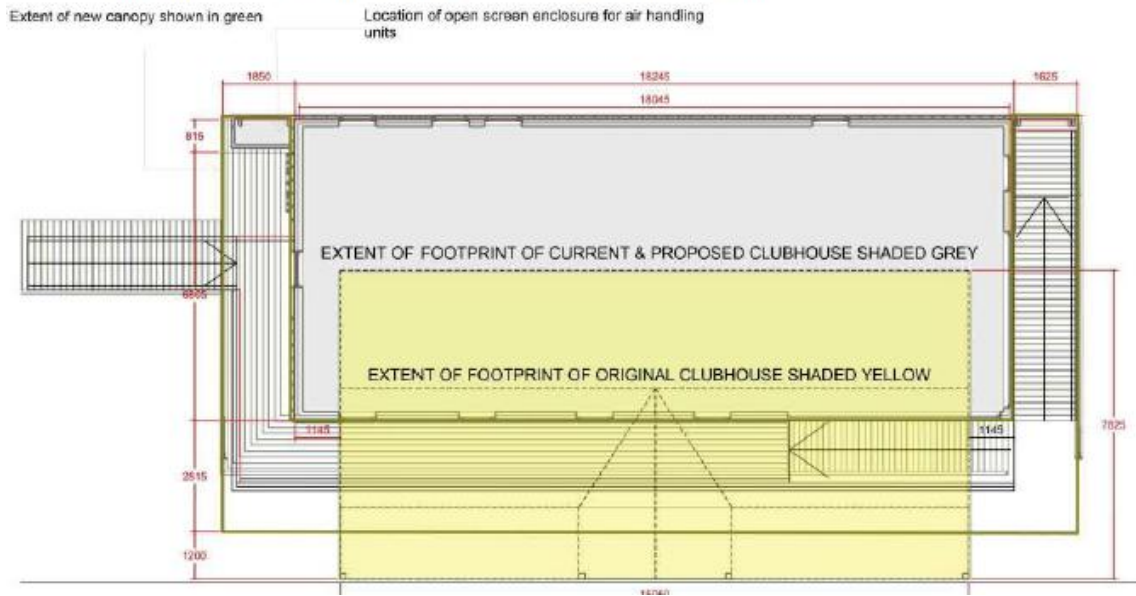 Extent of new canopy shown in green
Location of open screen enclosure for air handling
units
1850
18245
1625
18045
815
EXTENT OF FOOTPRINT OF CURRENT & PROPOSED CLUBHOUSE SHADED GREY
EXTENT OF FOOTPRINT OF ORIGINAL CLUBHOUSE SHADED YELLOW
1145
1145
7825
2815
1200